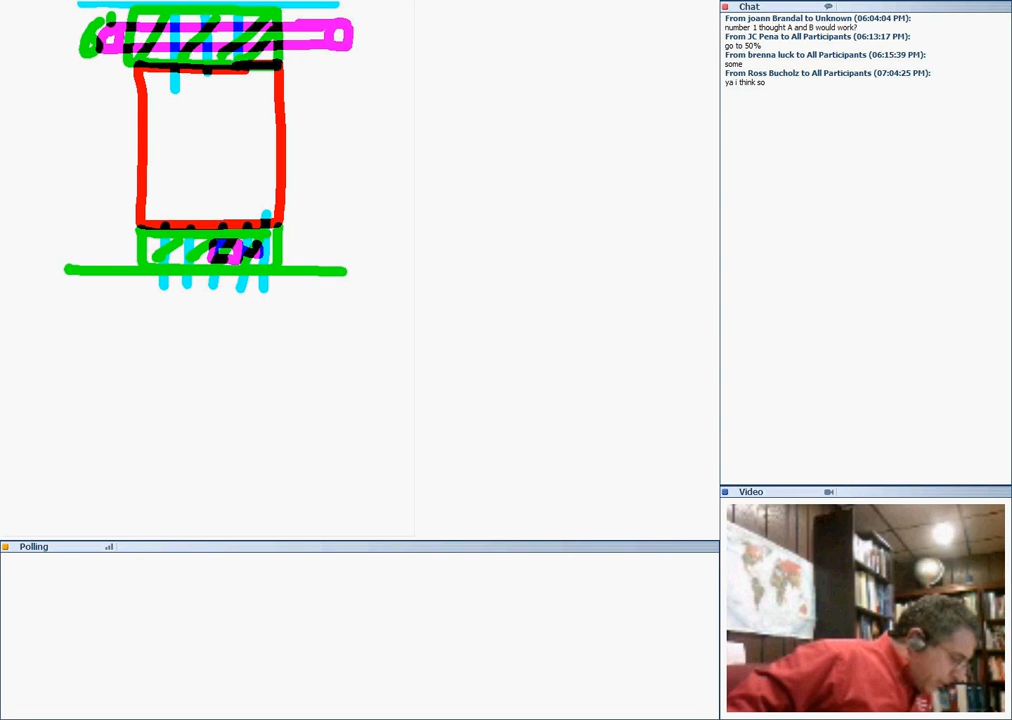 Chat
From joann Brandal to Unknown (06:04:04 PM):
number 1 thought A and B would work?
From JC Pena to All Participants (06:13:17 PM):
go to 50%
From brenna luck to All Participants (06:15:39 PM):
some
From Ross Bucholz to All Participants (07:04:25 PM):
ya i think so
Video
Polling